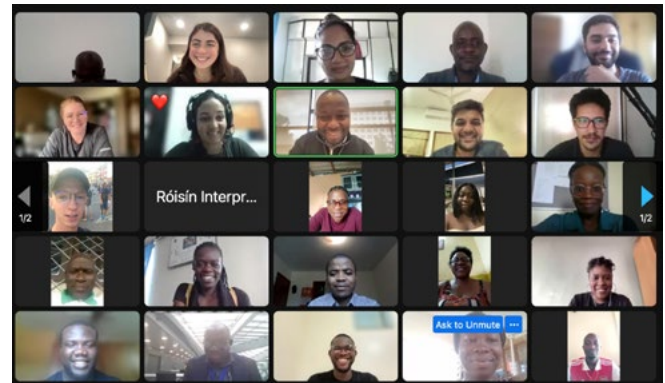 1/2
Róisín Interpr...
1/2
Ask to Unmute ...